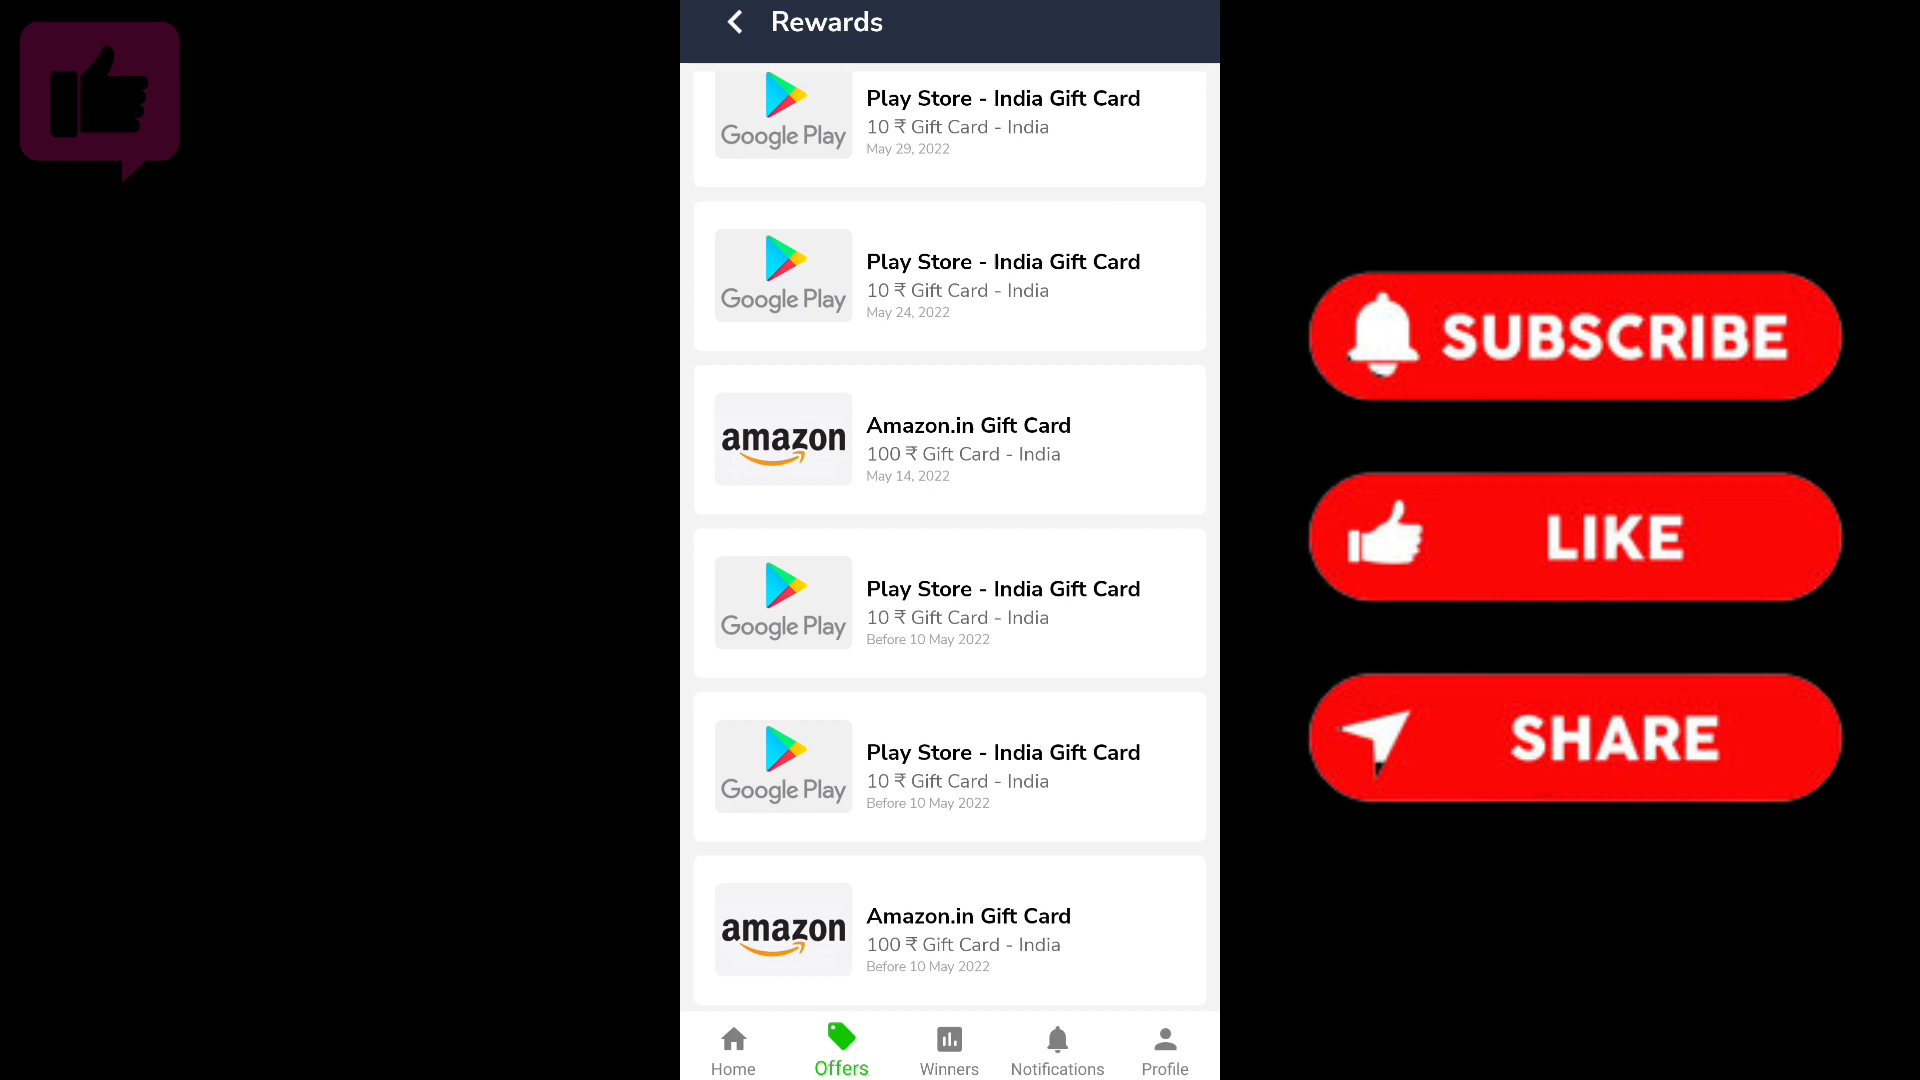 Rewards
Google Play
Play Store - India Gift Card
10 ₹ Gift Card - India
May 29, 2022
Google Play
Play Store - India Gift Card
10 ₹ Gift Card - India
May 24, 2022
amazon
Amazon.in Gift Card
100 ₹ Gift Card - India
May 14, 2022
Google Play
Play Store - India Gift Card
10 ₹ Gift Card - India
Before 10 May 2022
Google Play
Play Store - India Gift Card
10 ₹ Gift Card - India
Before 10 May 2022
amazon
Amazon.in Gift Card
100 ₹ Gift Card - India
Before 10 May 2022
Home
Offers
Winners
Notifications
Profile
SUBSCRIBE
LIKE
SHARE